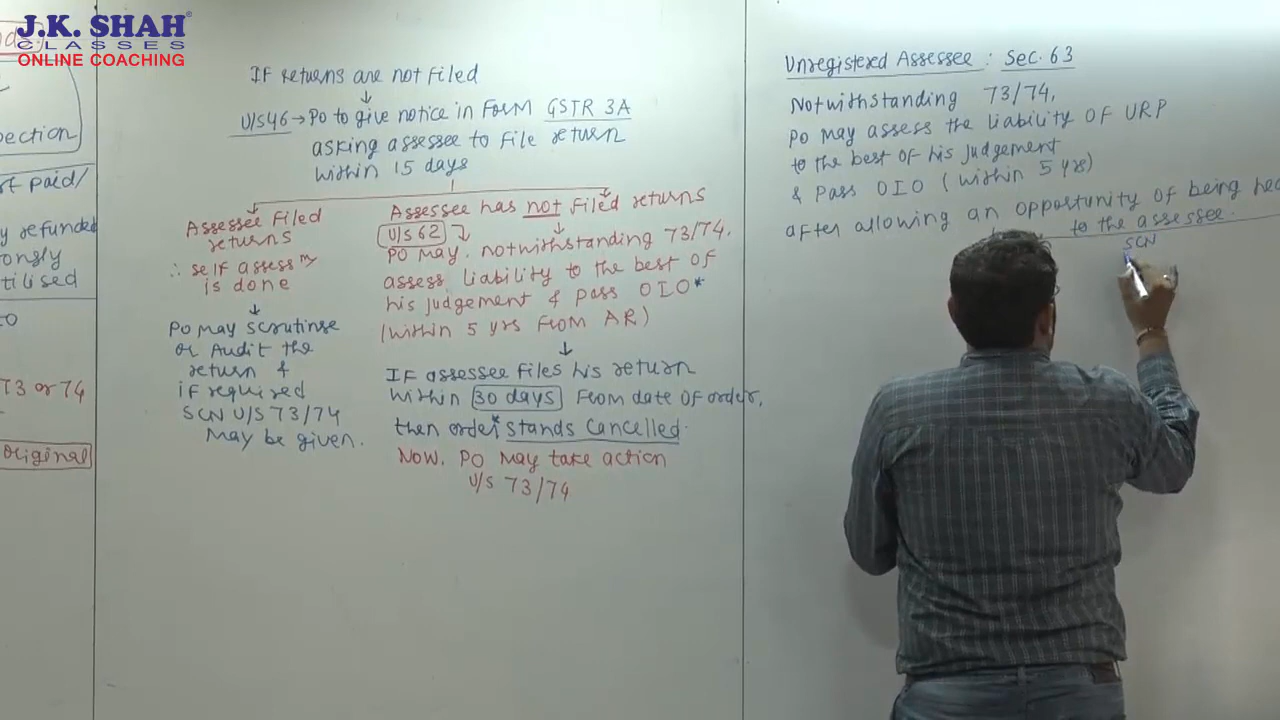 J.K. SHAH®
CLASSES
ONLINE COACHING
ection
paid/
refunded
ongly
tilised
73 or 74
original
IF returns are not filed
U/S46 → PO to give notice in Form GSTR 3A
asking assessee to file return
within 15 days
Assessee Filed
returns
∴ self assess my
is done
PO may scrutinse
or Audit the
return &
if required
SCN U/S 73/74
May be given.
Assessee has not filed returns
U/S 62
PO may, notwithstanding 73/74,
assess liability to the best of
his judgement & pass OIO*
(within 5 yrs from AR)
IF assessee files his return
within 30 days from date of order,
then order* stands cancelled.
Now, PO may take action
U/S 73/74
Unregistered Assessee : Sec. 63
Notwithstanding 73/74,
PO may assess the liability of URP
to the best of his judgement
& pass OIO (within 5 yrs)
after allowing an opportunity of being hea
to the assessee.
SCN